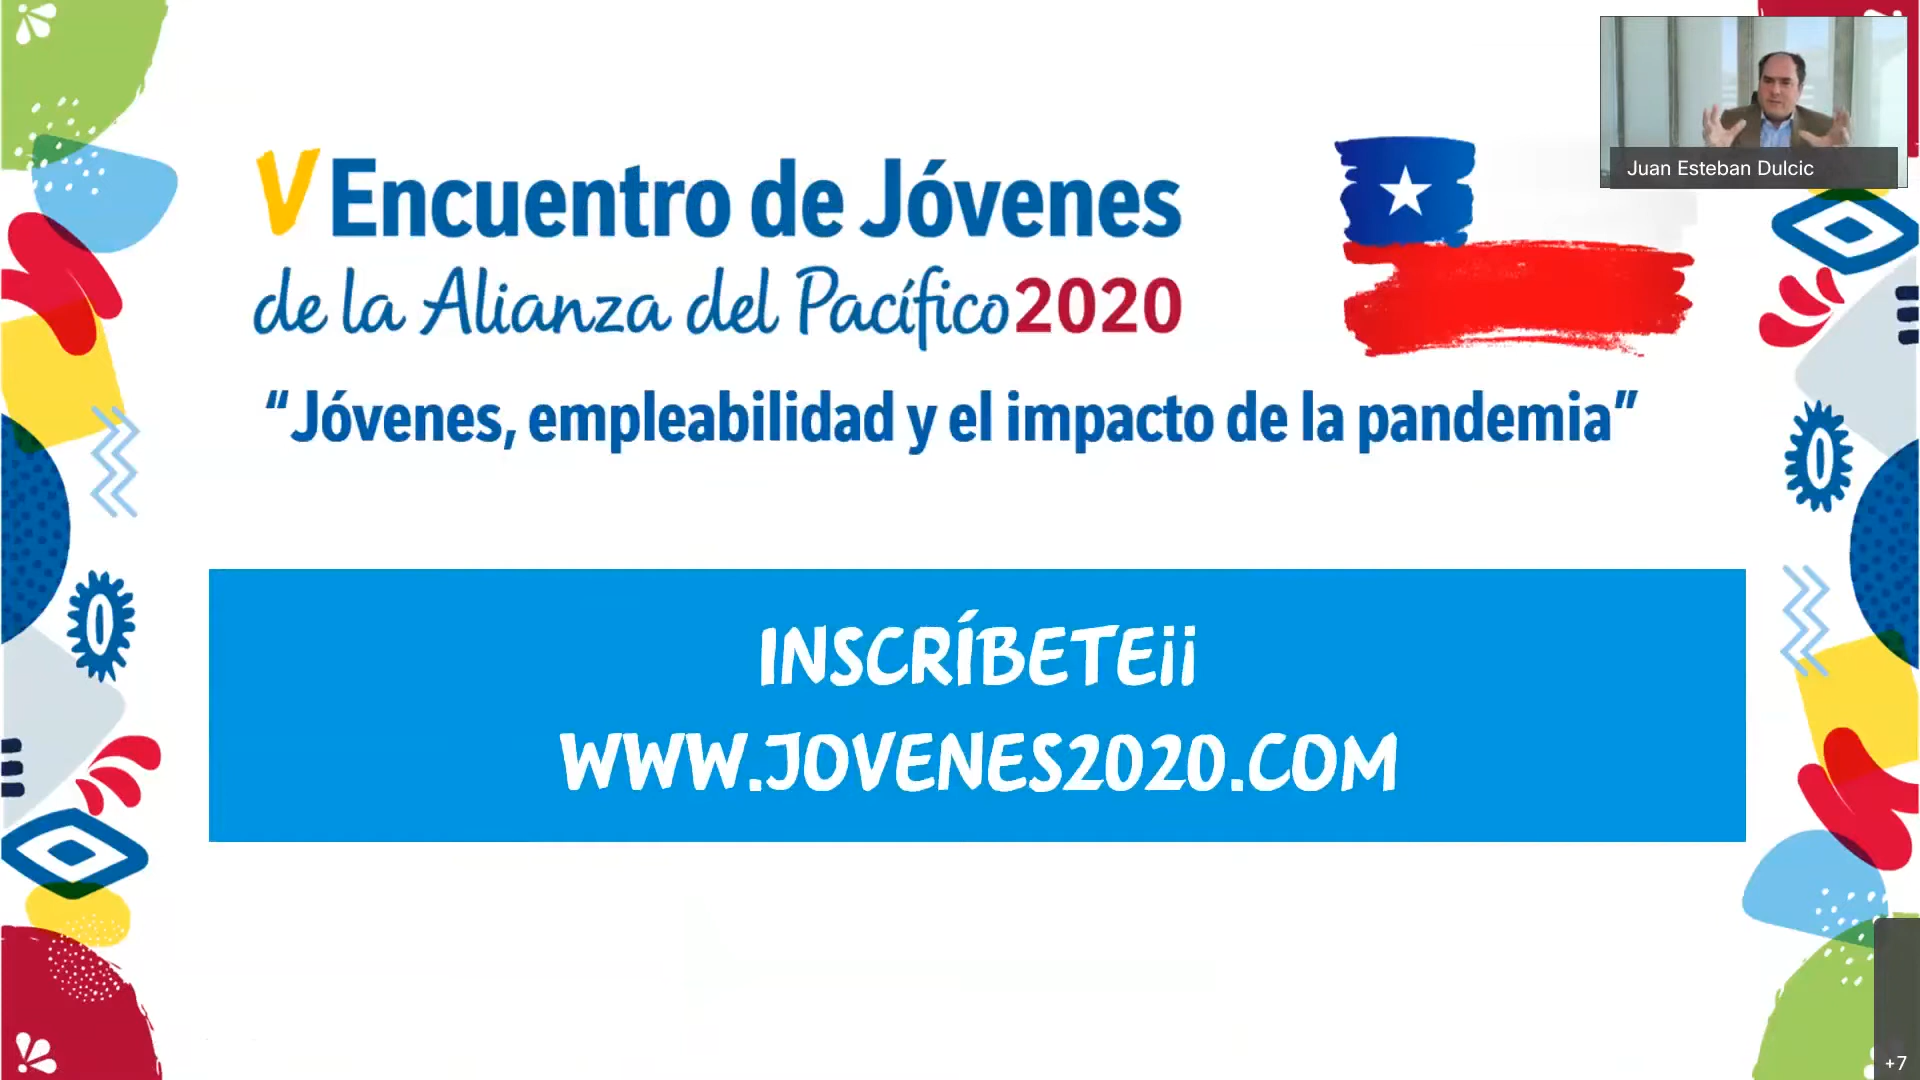 Juan Esteban Dulcic
V Encuentro de Jóvenes
de la Alianza del Pacífico 2020
“Jóvenes, empleabilidad y el impacto de la pandemia”
INSCRÍBETE¡¡
WWW.JOVENES2020.COM
+7